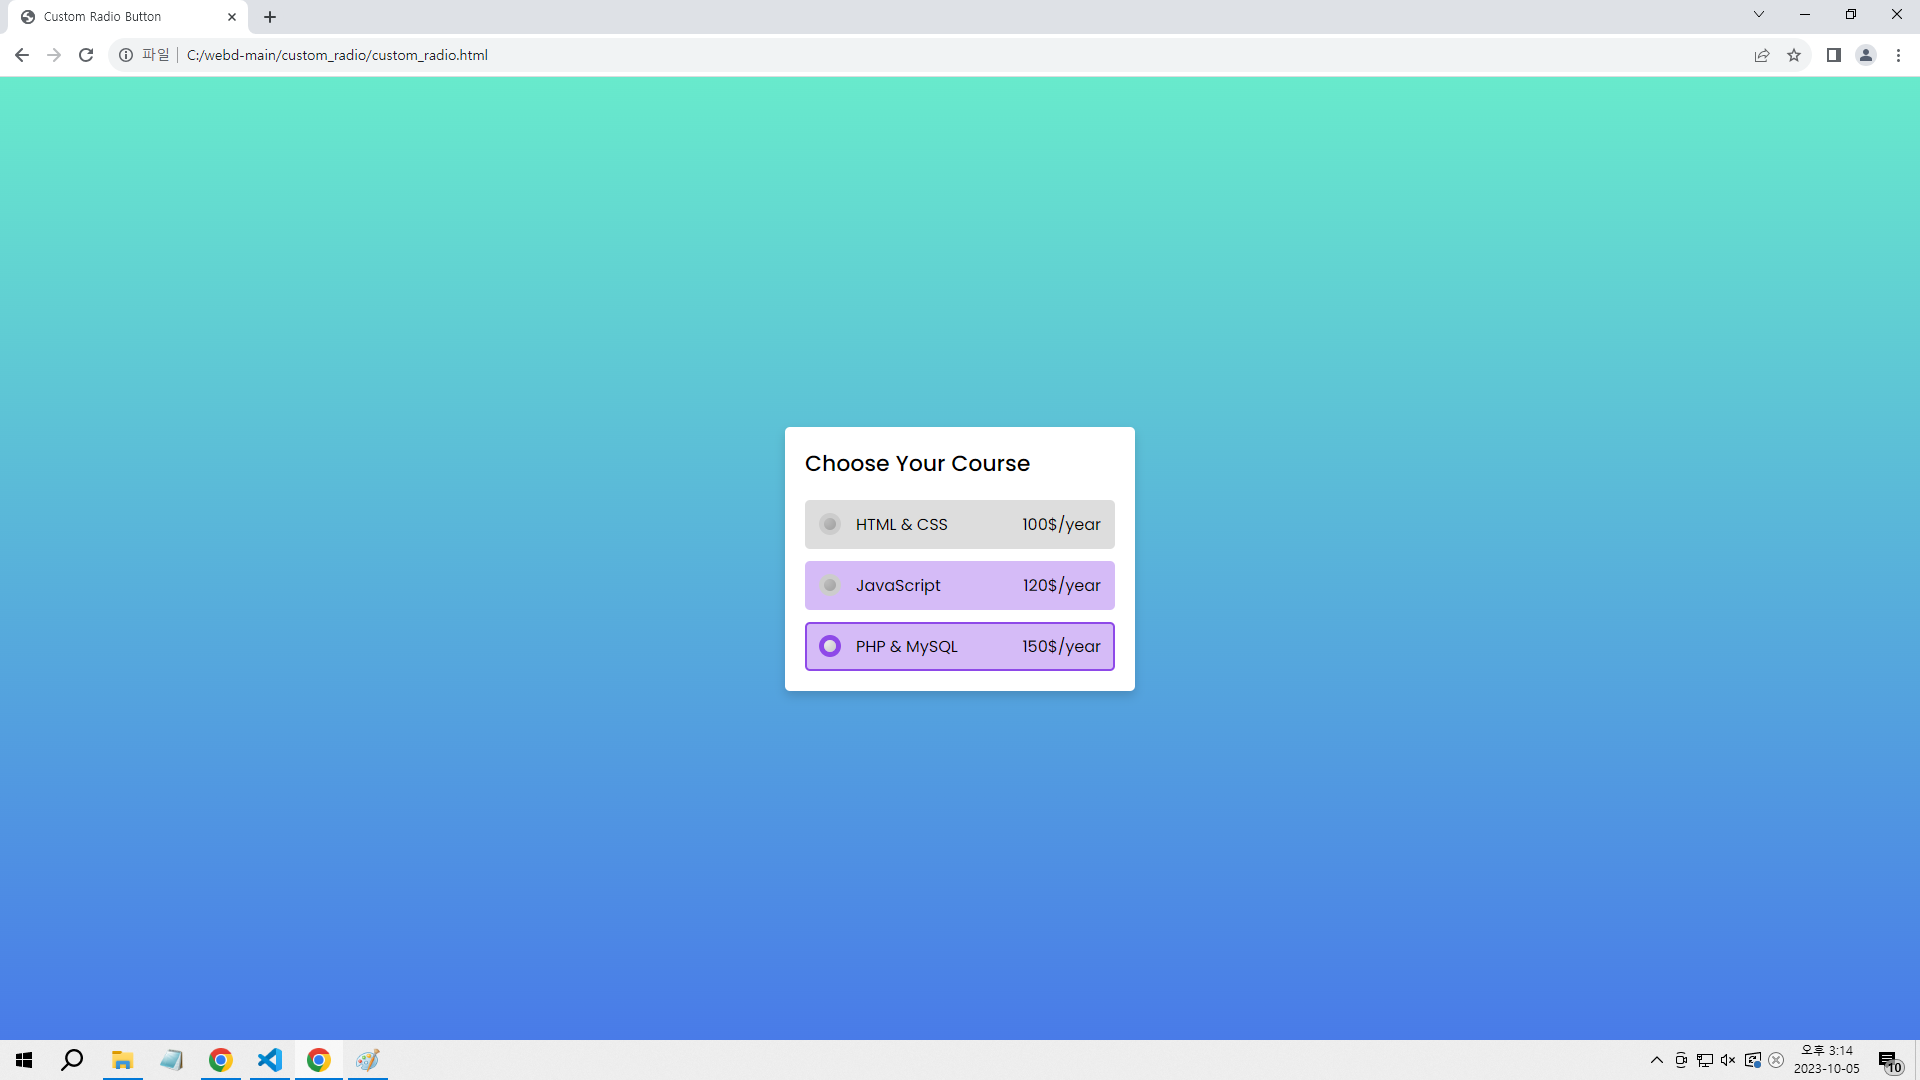 Custom Radio Button
파일 C:/webd-main/custom_radio/custom_radio.html
Choose Your Course
HTML & CSS 100$/year
JavaScript 120$/year
PHP & MySQL 150$/year
오후 3:14
2023-10-05
10